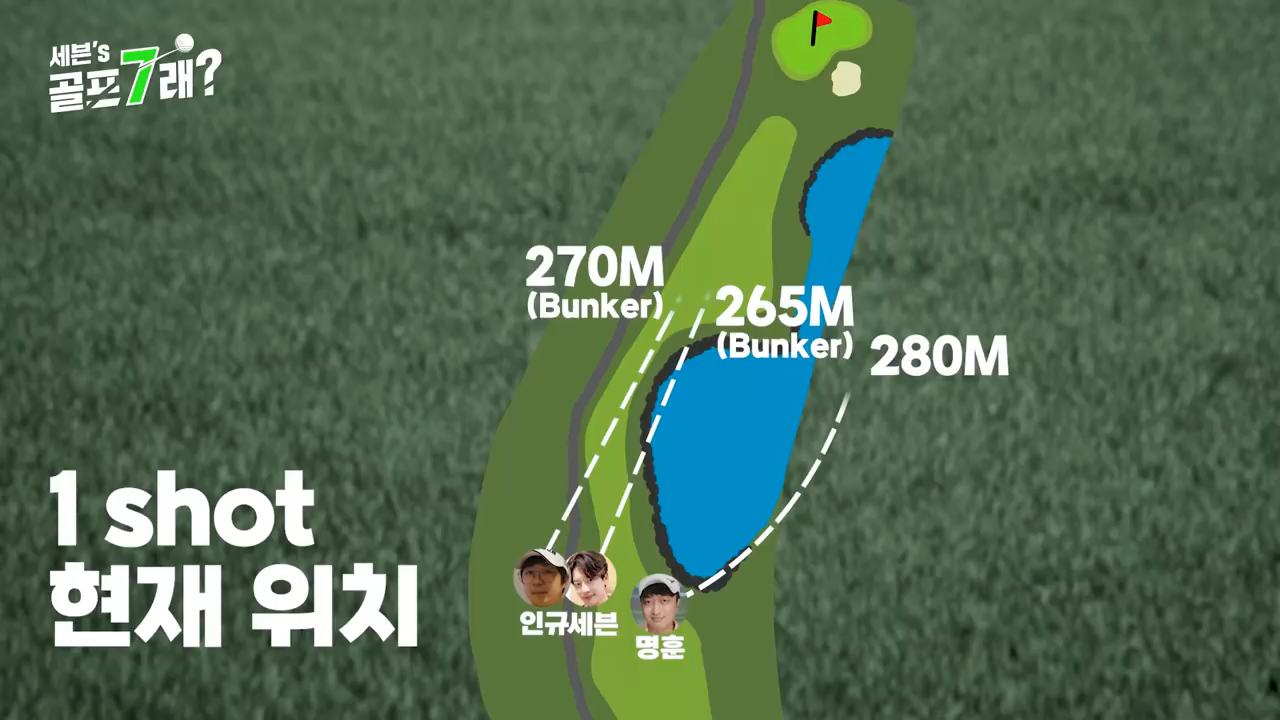 세븐's
골프7래?
270M
(Bunker)
265M
(Bunker)
280M
1 shot
현재 위치
인규
세븐
명훈